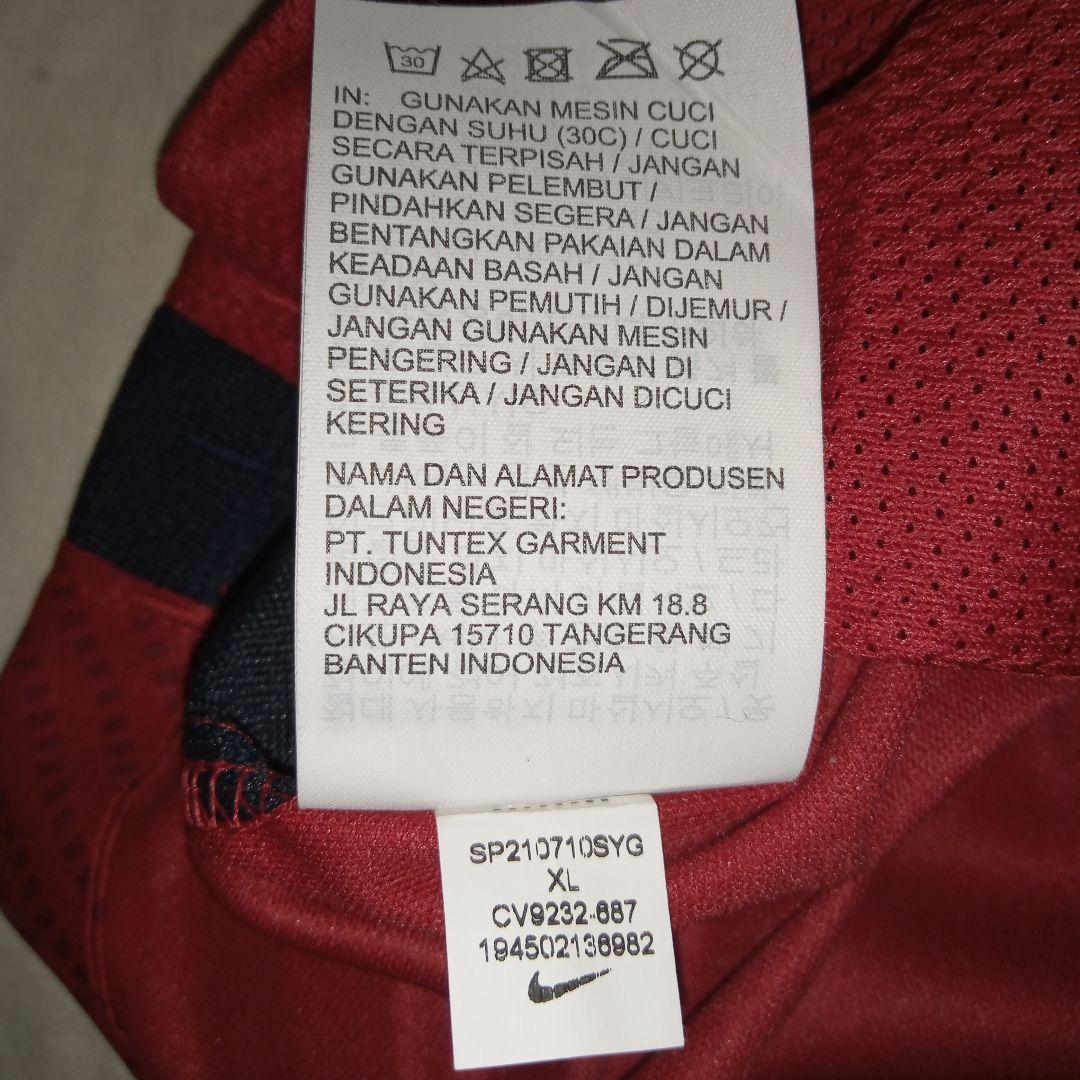 30
IN: GUNAKAN MESIN CUCI
DENGAN SUHU (30C) / CUCI
SECARA TERPISAH / JANGAN
GUNAKAN PELEMBUT /
PINDAHKAN SEGERA / JANGAN
BENTANGKAN PAKAIAN DALAM
KEADAAN BASAH / JANGAN
GUNAKAN PEMUTIH / DIJEMUR /
JANGAN GUNAKAN MESIN
PENGERING / JANGAN DI
SETERIKA / JANGAN DICUCI
KERING
NAMA DAN ALAMAT PRODUSEN
DALAM NEGERI:
PT. TUNTEX GARMENT
INDONESIA
JL RAYA SERANG KM 18.8
CIKUPA 15710 TANGERANG
BANTEN INDONESIA
SP210710SYG
XL
CV9232-687
194502136982